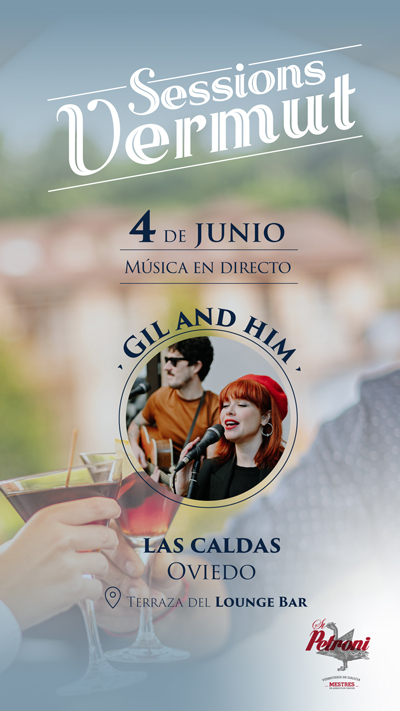 Sessions
Vermut
4 DE JUNIO
MÚSICA EN DIRECTO
GIL AND HIM
LAS CALDAS
OVIEDO
TERRAZA DEL LOUNGE BAR
St.
Petroni
MESTRES